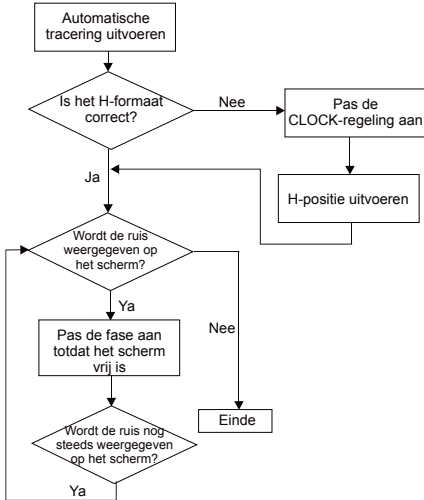 Automatische
tracering uitvoeren
Is het H-formaat
correct?
Nee
Pas de
CLOCK-regeling aan
Ja
H-positie uitvoeren
Wordt de ruis
weergegeven op
het scherm?
Ya
Nee
Pas de fase aan
totdat het scherm
vrij is
Einde
Wordt de ruis nog
steeds weergegeven
op het scherm?
Ya